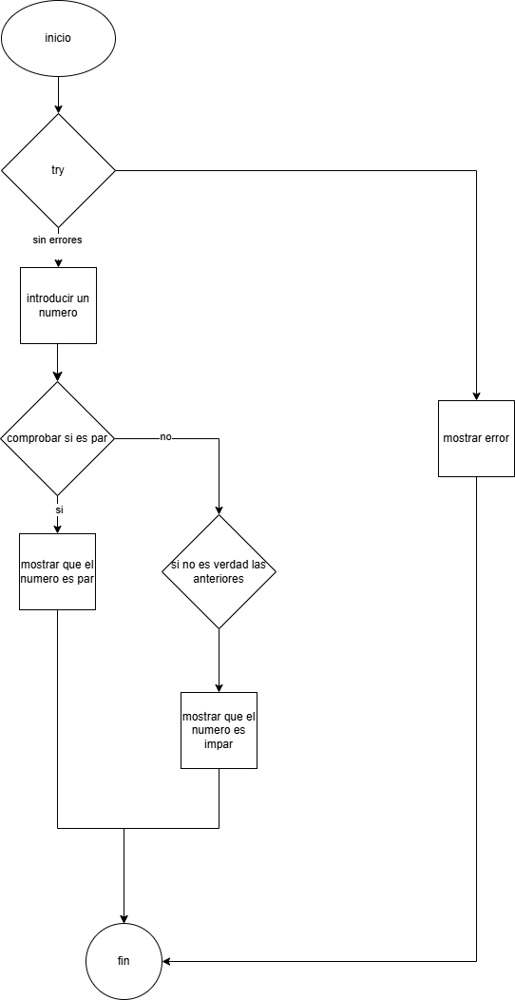 inicio
try
sin errores
introducir un
numero
comprobar si es par
no
mostrar error
si
mostrar que el
numero es par
si no es verdad las
anteriores
mostrar que el
numero es
impar
fin